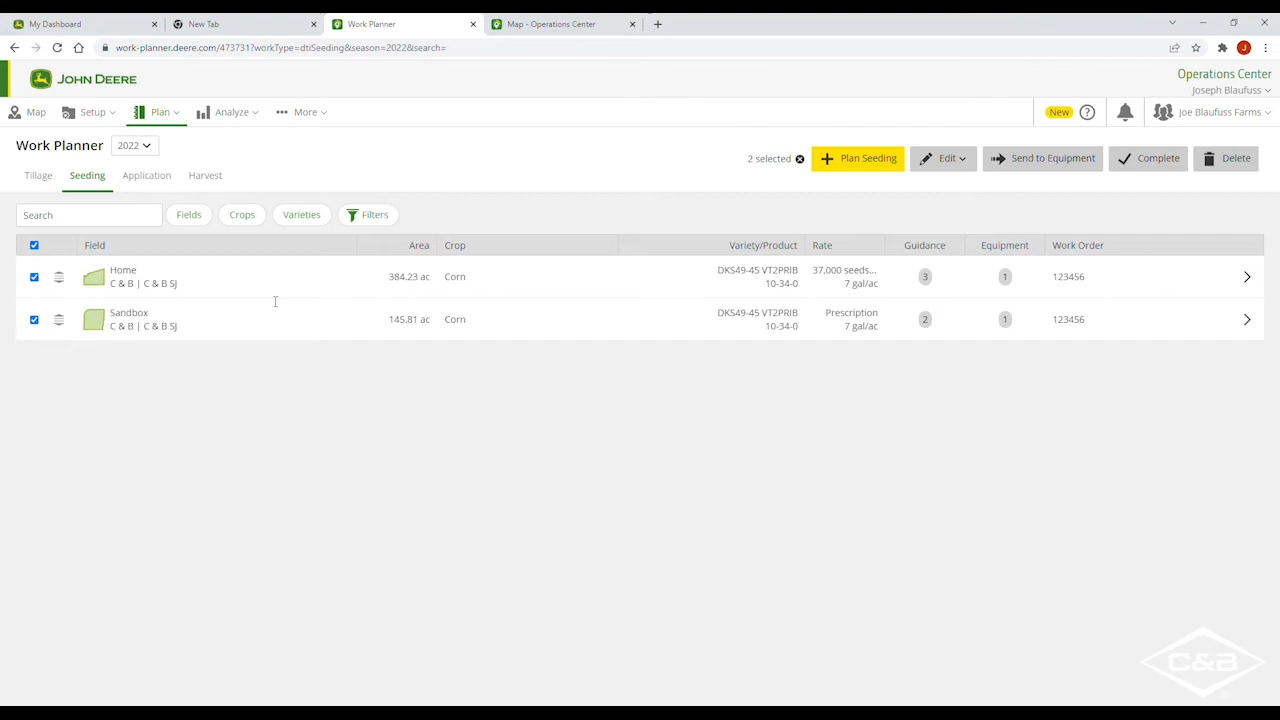 My Dashboard
New Tab
Work Planner
Map - Operations Center
work-planner.deere.com/473731?workType=dtiSeeding&season=2022&search=
J
JOHN DEERE
Operations Center
Joseph Blaufuss
Map
Setup
Plan
Analyze
More
New
?
Joe Blaufuss Farms
Work Planner
2022
2 selected
Plan Seeding
Edit
Send to Equipment
Complete
Delete
Tillage
Seeding
Application
Harvest
Search
Fields
Crops
Varieties
Filters
Field Area Crop Variety/Product Rate Guidance Equipment Work Order
Home
C & B | C & B SJ
384.23 ac
Corn
DKS49-45 VT2PRIB
10-34-0
37,000 seeds...
7 gal/ac
3
1
123456
Sandbox
C & B | C & B SJ
145.81 ac
Corn
DKS49-45 VT2PRIB
10-34-0
Prescription
7 gal/ac
2
1
123456
C&B